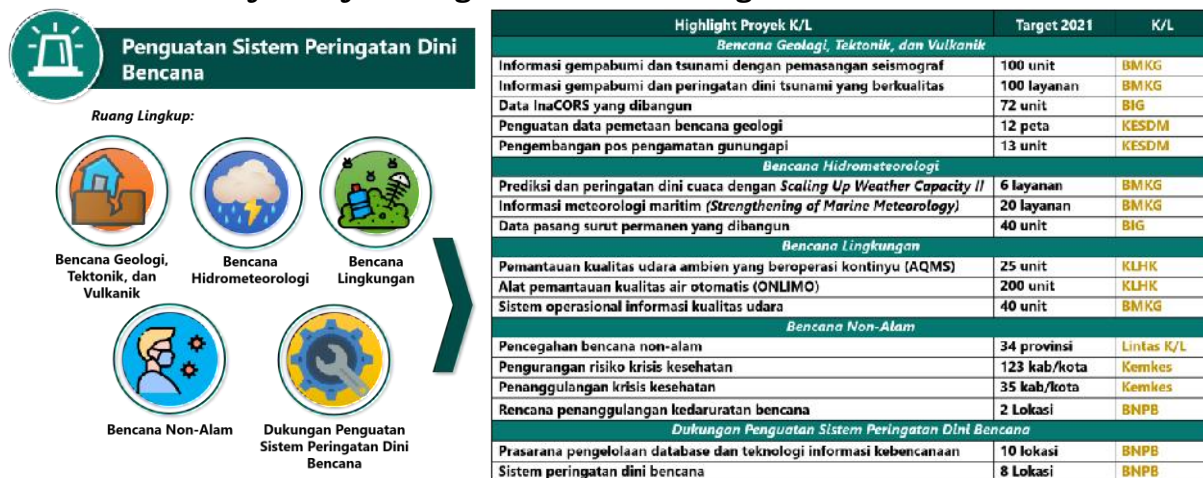 Penguatan Sistem Peringatan Dini
Bencana
Ruang Lingkup:
Bencana Geologi,
Tektonik, dan
Vulkanik
Bencana
Hidrometeorologi
Bencana
Lingkungan
Bencana Non-Alam
Dukungan Penguatan
Sistem Peringatan Dini
Bencana
Highlight Proyek K/L Target 2021 K/L
Bencana Geologi, Tektonik, dan Vulkanik
Informasi gempabumi dan tsunami dengan pemasangan seismograf 100 unit BMKG
Informasi gempabumi dan peringatan dini tsunami yang berkualitas 100 layanan BMKG
Data InaCORS yang dibangun 72 unit BIG
Penguatan data pemetaan bencana geologi 12 peta KESDM
Pengembangan pos pengamatan gunungapi 13 unit KESDM
Bencana Hidrometeorologi
Prediksi dan peringatan dini cuaca dengan Scaling Up Weather Capacity II 6 layanan BMKG
Informasi meteorologi maritim (Strengthening of Marine Meteorology) 20 layanan BMKG
Data pasang surut permanen yang dibangun 40 unit BIG
Bencana Lingkungan
Pemantauan kualitas udara ambien yang beroperasi kontinyu (AQMS) 25 unit KLHK
Alat pemantauan kualitas air otomatis (ONLIMO) 200 unit KLHK
Sistem operasional informasi kualitas udara 40 unit BMKG
Bencana Non-Alam
Pencegahan bencana non-alam 34 provinsi Lintas K/L
Pengurangan risiko krisis kesehatan 123 kab/kota Kemkes
Penanggulangan krisis kesehatan 35 kab/kota Kemkes
Rencana penanggulangan kedaruratan bencana 2 Lokasi BNPB
Dukungan Penguatan Sistem Peringatan Dini Bencana
Prasarana pengelolaan database dan teknologi informasi kebencanaan 10 lokasi BNPB
Sistem peringatan dini bencana 8 Lokasi BNPB